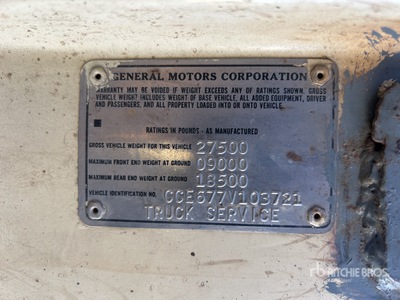 GENERAL MOTORS CORPORATION
WARRANTY MAY BE VOIDED IF WEIGHT EXCEEDS ANY OF RATINGS SHOWN. GROSS
VEHICLE WEIGHT INCLUDES WEIGHT OF BASE VEHICLE, ALL ADDED EQUIPMENT, DRIVER
AND PASSENGERS, AND ALL PROPERTY LOADED INTO OR ONTO VEHICLE.
RATINGS IN POUNDS - AS MANUFACTURED
GROSS VEHICLE WEIGHT FOR THIS VEHICLE 27500
MAXIMUM FRONT END WEIGHT AT GROUND 09000
MAXIMUM REAR END WEIGHT AT GROUND 18500
VEHICLE IDENTIFICATION NO. CCE677V103721
TRUCK SERVICE
rb RITCHIE BROS.